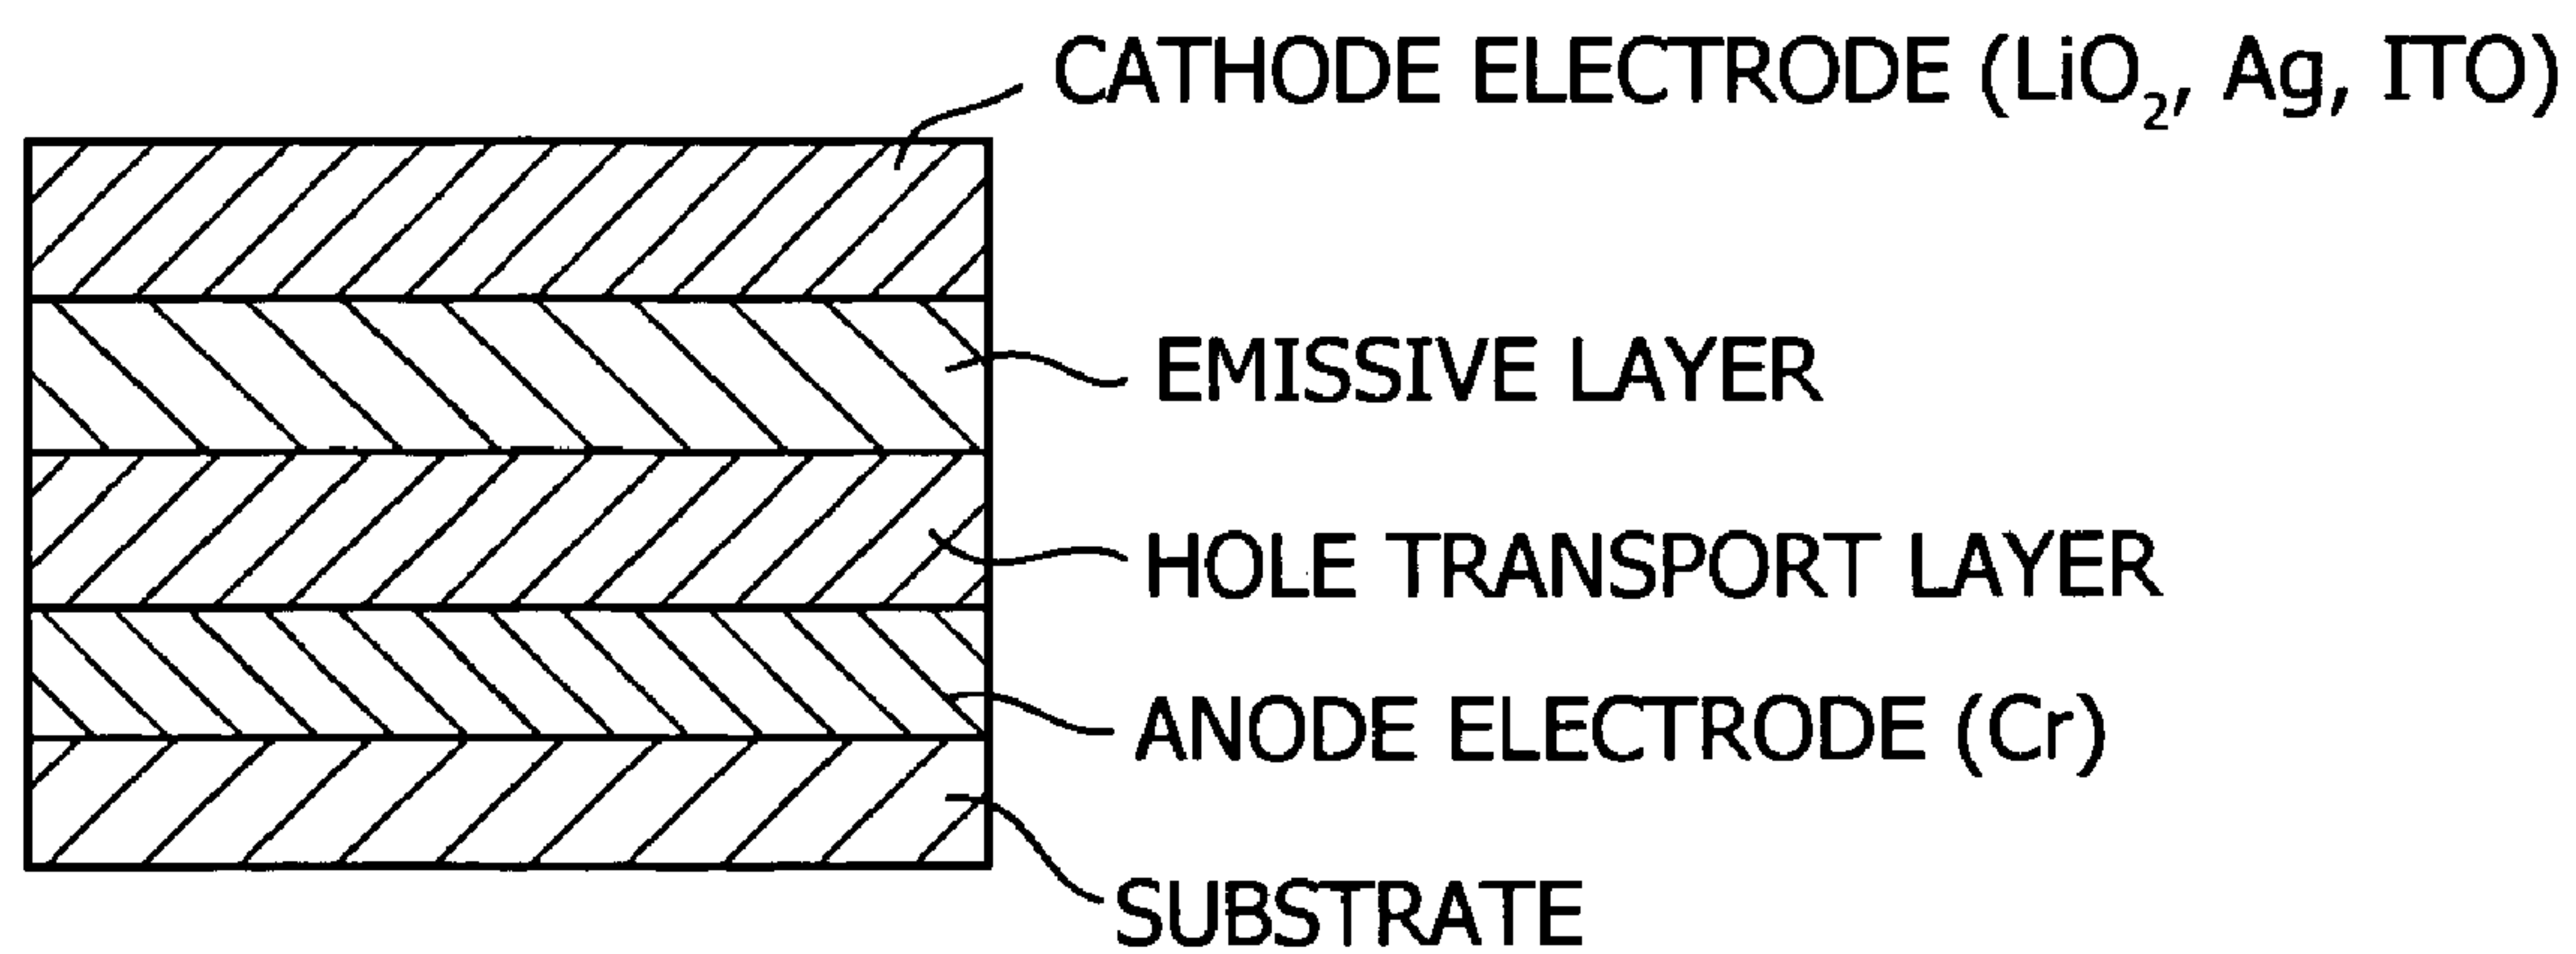 CATHODE ELECTRODE (LiO₂, Ag, ITO)
EMISSIVE LAYER
HOLE TRANSPORT LAYER
ANODE ELECTRODE (Cr)
SUBSTRATE